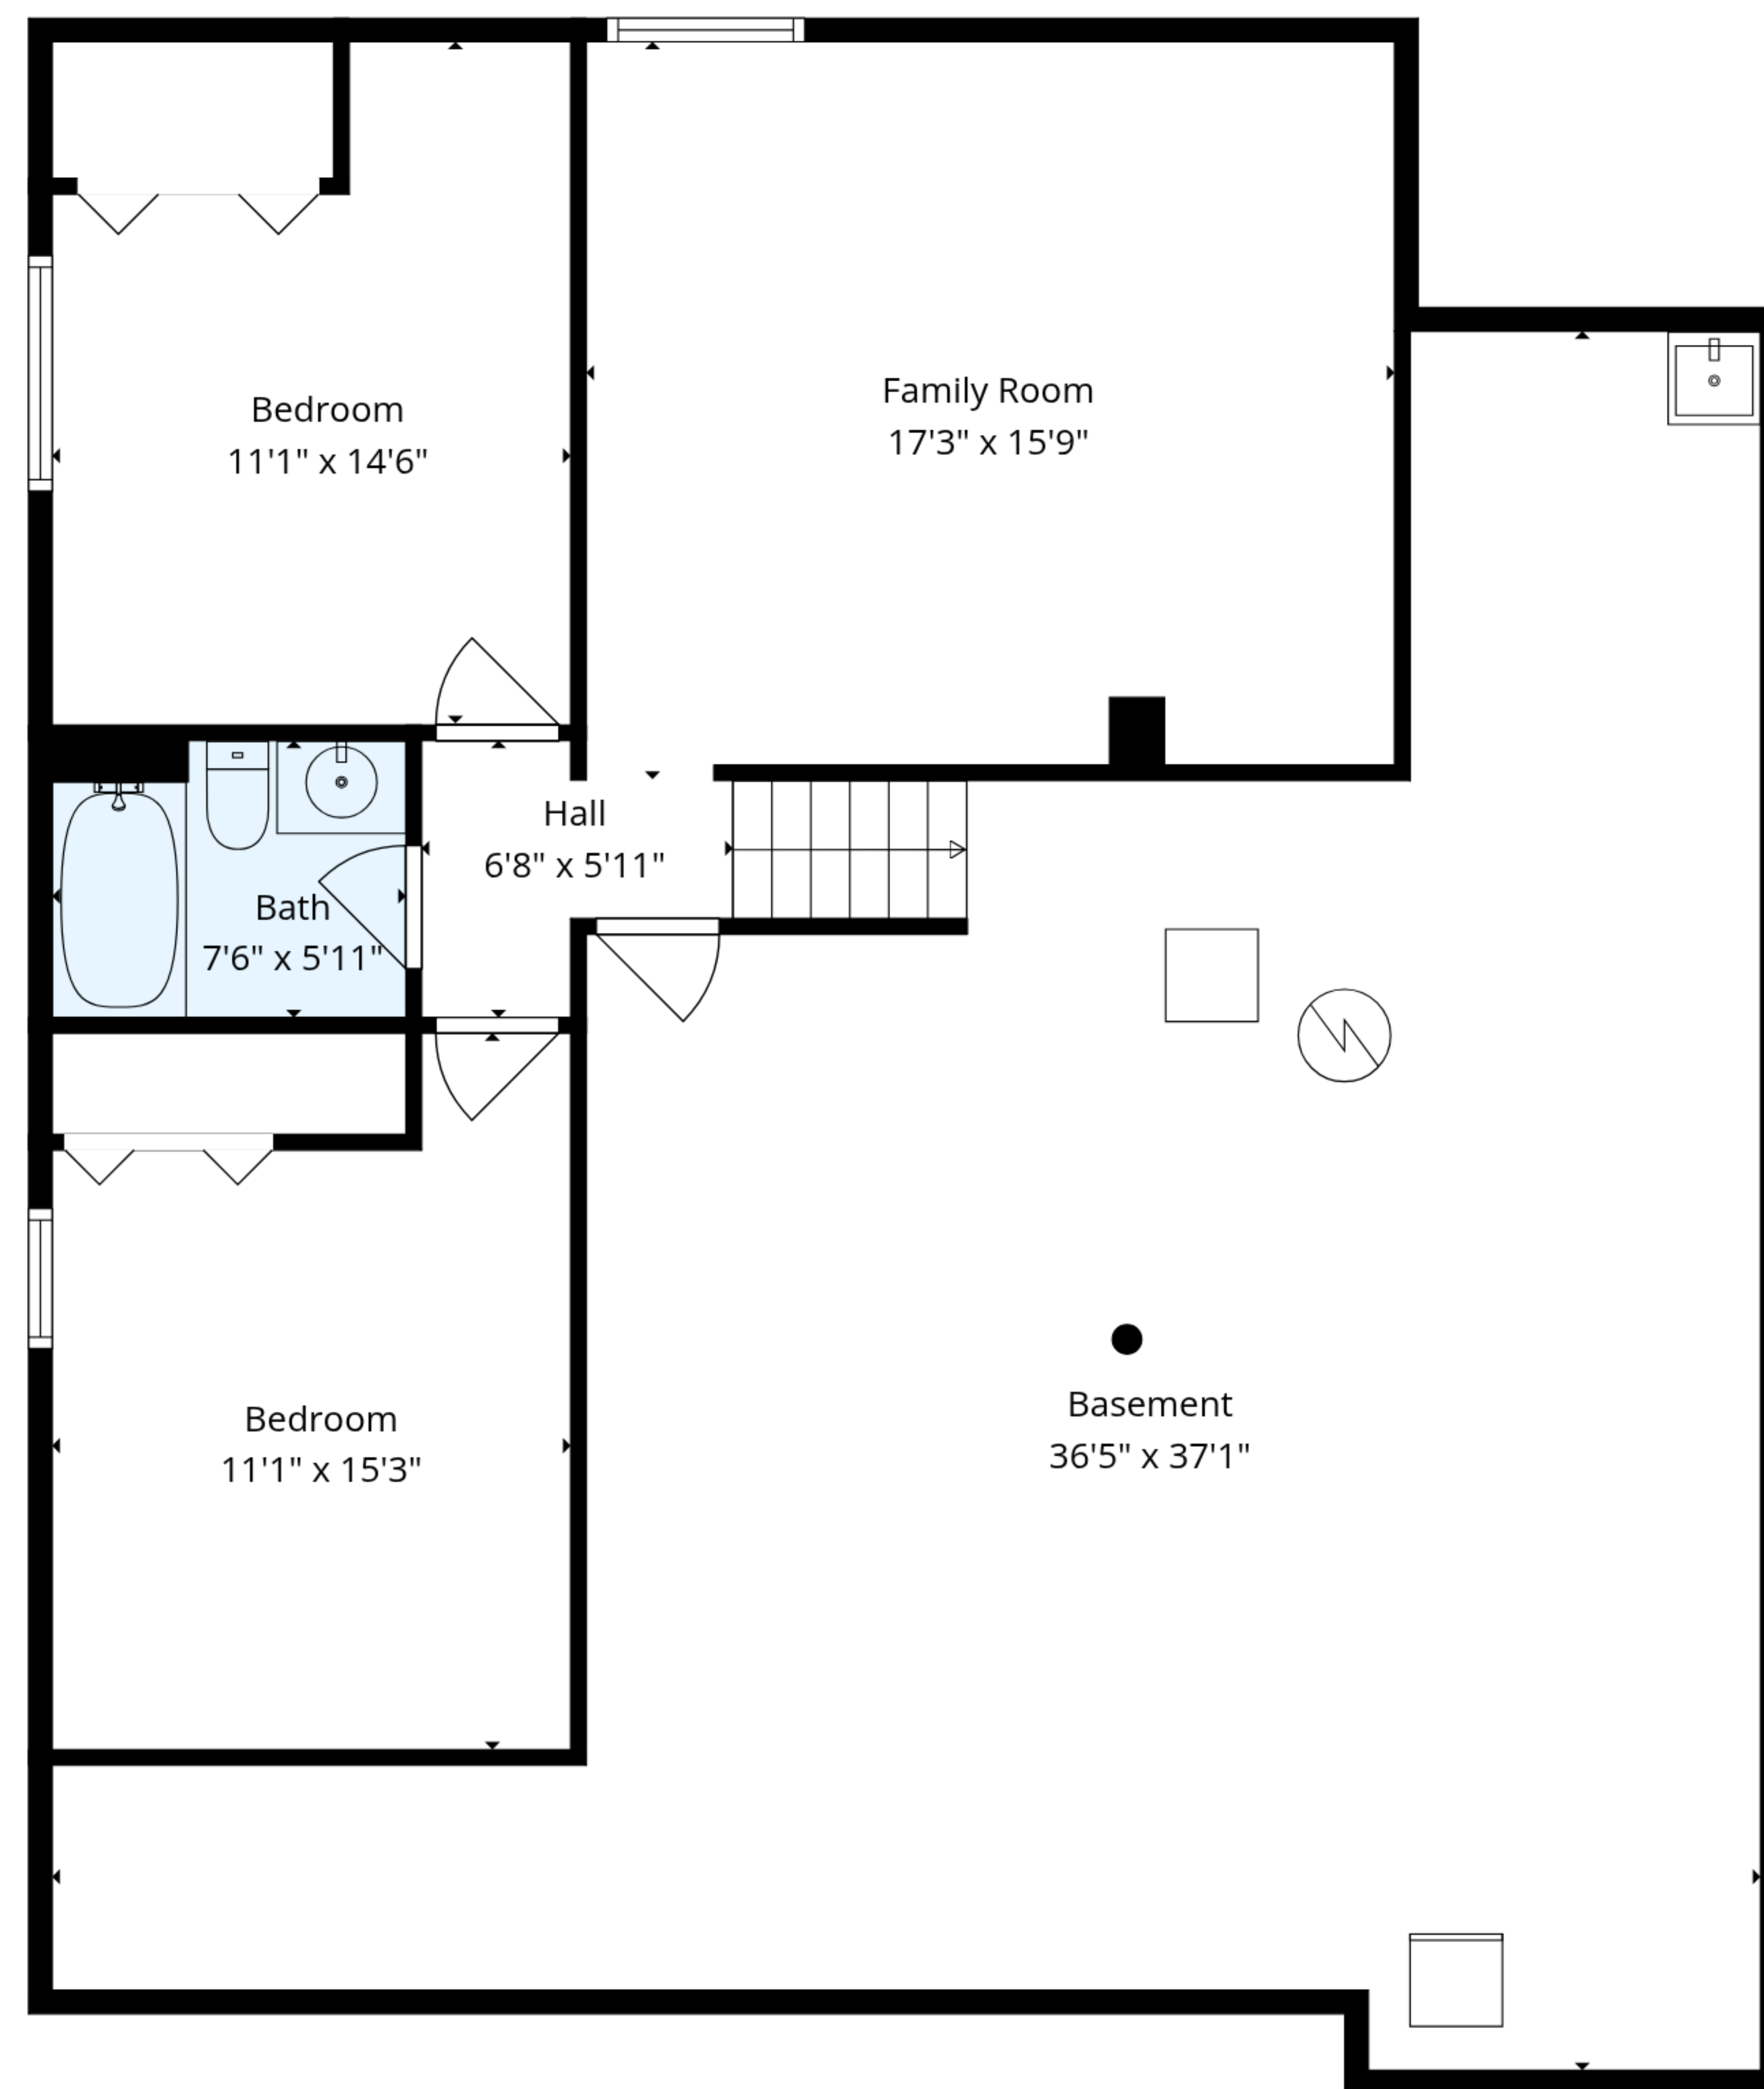 Family Room
17'3" x 15'9"
Bedroom
11'1" x 14'6"
Hall
6'8" x 5'11"
Bath
7'6" x 5'11"
Basement
36'5" x 37'1"
Bedroom
11'1" x 15'3"